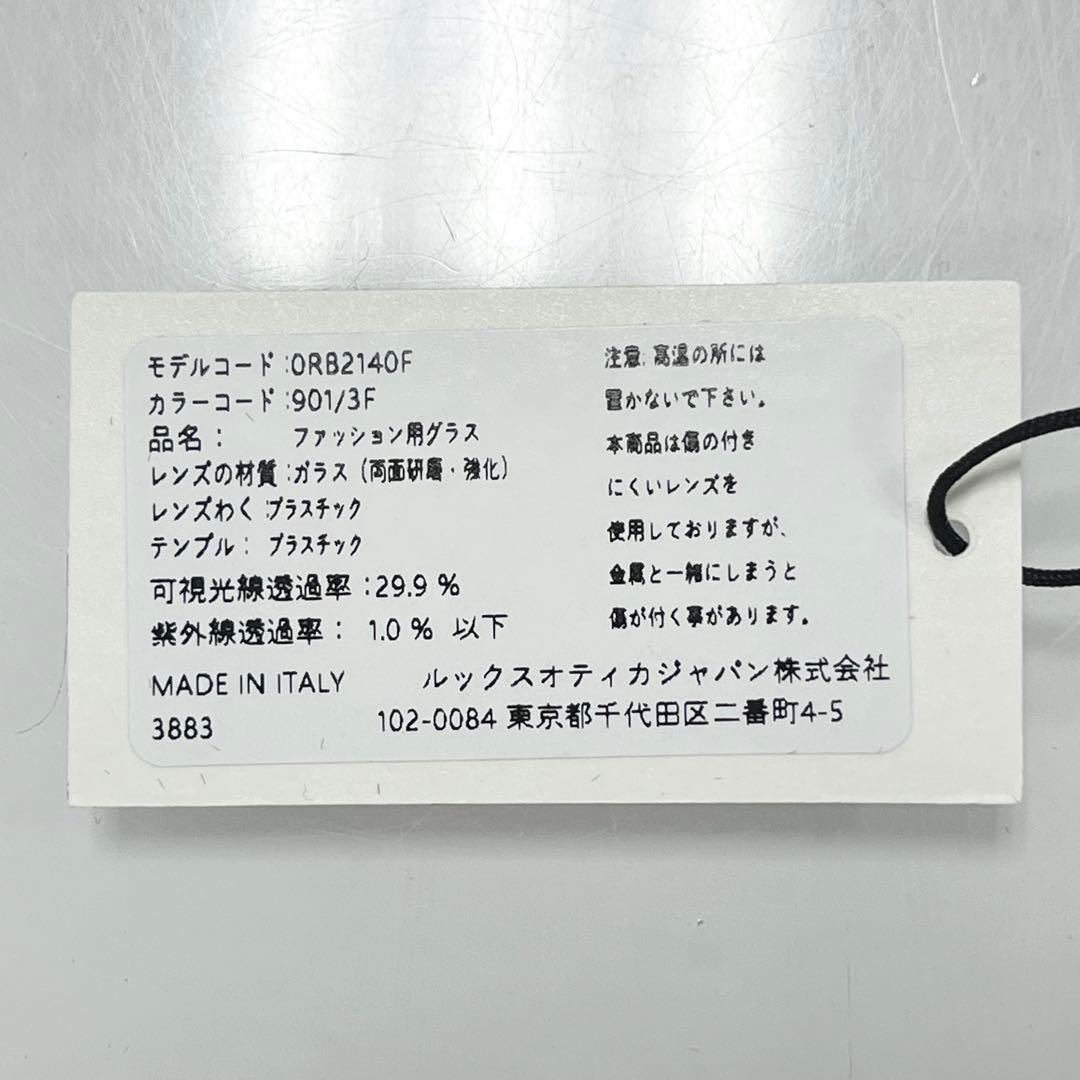 モデルコード :0RB2140F
カラーコード :901/3F
品名 : ファッション用グラス
レンズの材質 :ガラス (両面研磨・強化)
レンズわく :プラスチック
テンプル : プラスチック
可視光線透過率 :29.9 %
紫外線透過率 : 1.0 % 以下
注意: 高温の所には
置かないで下さい。
本商品は傷の付き
にくいレンズを
使用しておりますが、
金属と一緒にしまうと
傷が付く事があります。
MADE IN ITALY
3883
ルックスオティカジャパン株式会社
102-0084 東京都千代田区二番町4-5